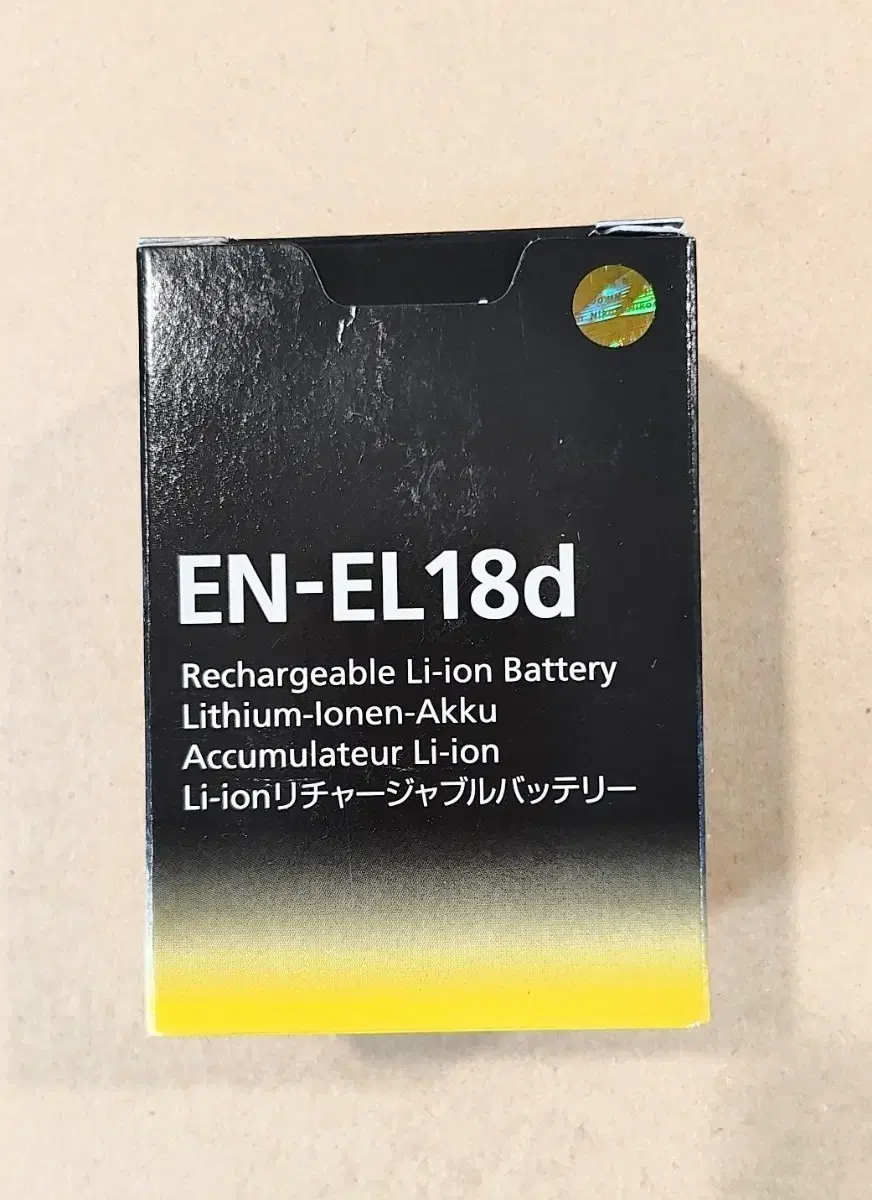 EN-EL18d
Rechargeable Li-ion Battery
Lithium-Ionen-Akku
Accumulateur Li-ion
Li-ionリチャージャブルバッテリー